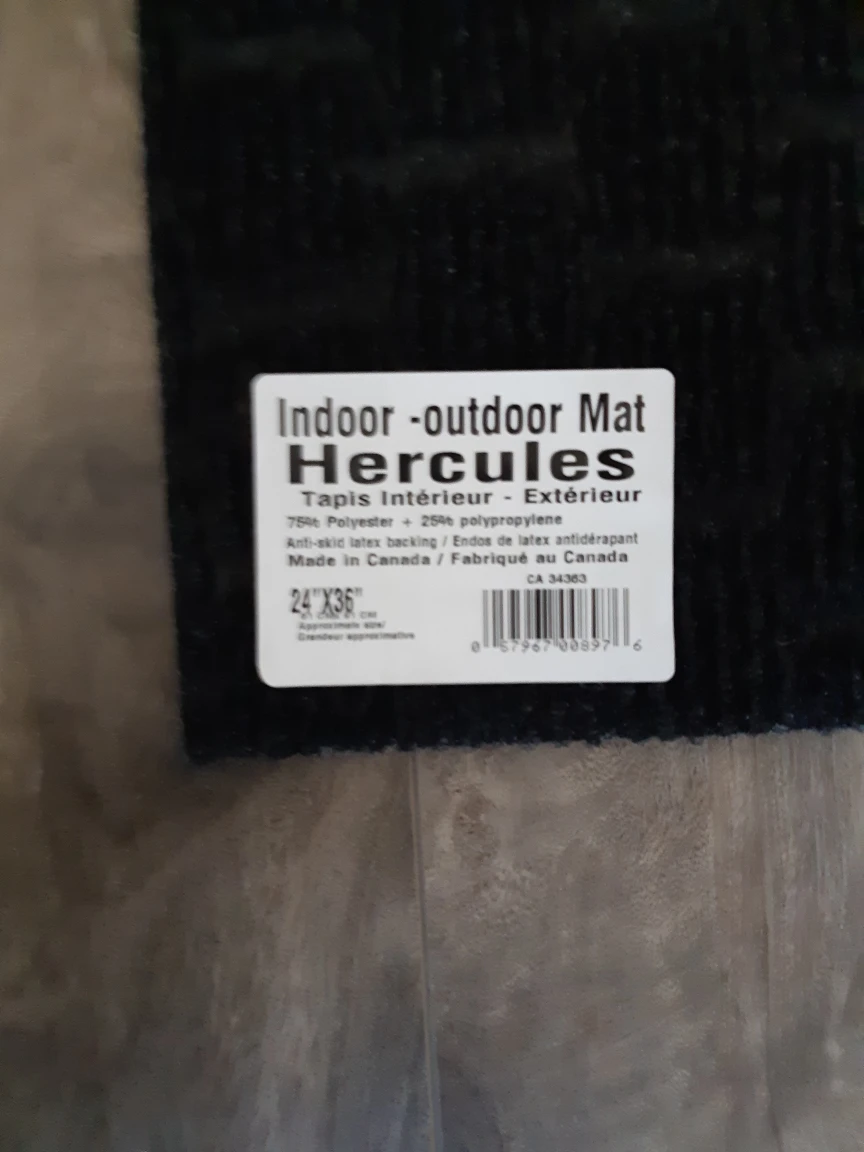 Indoor -outdoor Mat
Hercules
Tapis Intérieur - Extérieur
75% Polyester + 25% polypropylene
Anti-skid latex backing / Endos de latex antidérapant
Made in Canada / Fabriqué au Canada
CA 34363
24"X36"
Approximate size/
Grandeur approximative
0 57967 00897 6